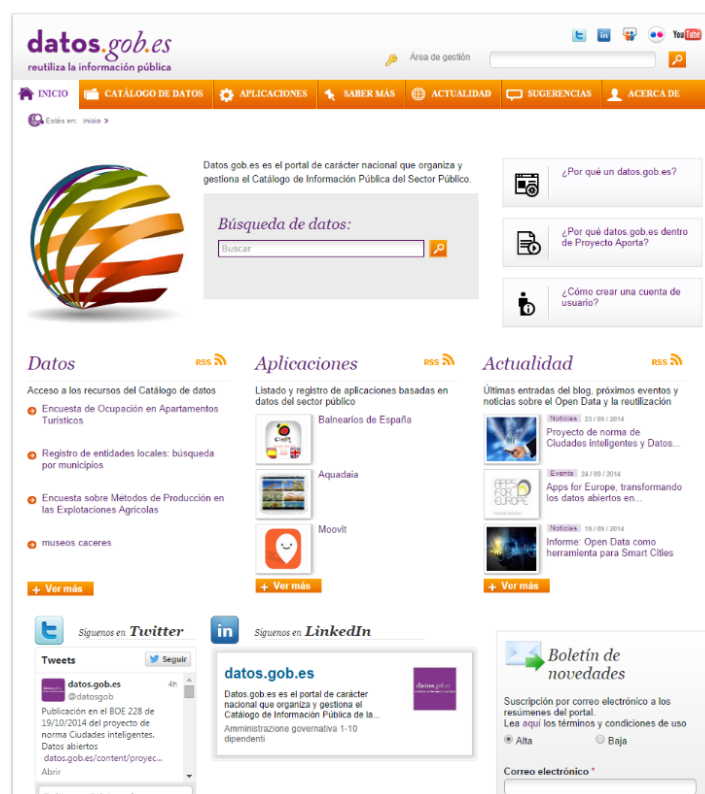 datos.gob.es
reutiliza la información pública
You Tube
Área de gestión
INICIO
CATÁLOGO DE DATOS
APLICACIONES
SABER MÁS
ACTUALIDAD
SUGERENCIAS
ACERCA DE
Estás en: inicio >
Datos.gob.es es el portal de carácter nacional que organiza y
gestiona el Catálogo de Información Pública del Sector Público.
Búsqueda de datos:
Buscar
¿Por qué un datos.gob.es?
¿Por qué datos.gob.es dentro
de Proyecto Aporta?
¿Cómo crear una cuenta de
usuario?
Datos
RSS
Acceso a los recursos del Catálogo de datos
Encuesta de Ocupación en Apartamentos
Turísticos
Registro de entidades locales: búsqueda
por municipios
Encuesta sobre Métodos de Producción en
las Explotaciones Agrícolas
museos caceres
+ Ver más
Aplicaciones
RSS
Listado y registro de aplicaciones basadas en
datos del sector público
Balnearios de España
Aquadaia
Moovit
+ Ver más
Actualidad
RSS
Últimas entradas del blog, próximos eventos y
noticias sobre el Open Data y la reutilización
Noticias 25 / 09 / 2014
Proyecto de norma de
Ciudades inteligentes y Datos...
APPS
FOR
EUROPE
Evento 24 / 09 / 2014
Apps for Europe, transformando
los datos abiertos en...
Noticias 19 / 09 / 2014
Informe: Open Data como
herramienta para Smart Cities
+ Ver más
Síguenos en Twitter
Tweets
Seguir
datos.gob.es 4h
@datosgob
Publicación en el BOE 228 de
19/10/2014 del proyecto de
norma Ciudades inteligentes.
Datos abiertos
datos.gob.es/content/proyec...
Abrir
in
Síguenos en LinkedIn
datos.gob.es
Datos.gob.es es el portal de carácter
nacional que organiza y gestiona el
Catálogo de Información Pública de la...
Amministrazione governativa 1-10
dipendenti
datos.gob.es
Boletín de
novedades
Suscripción por correo electrónico a los
resúmenes del portal.
Lea aquí los términos y condiciones de uso
Alta
Baja
Correo electrónico *